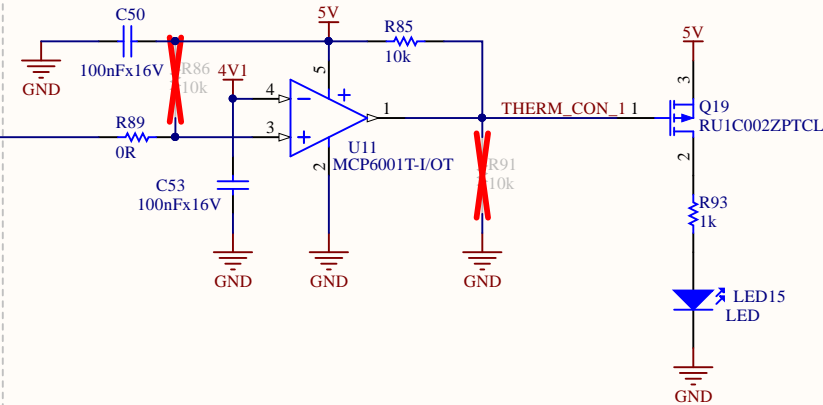 C50
100nFx16V
GND
R86
10k
4V1
5V
R85
10k
R89
0R
4
3
5
2
1
U11
MCP6001T-I/OT
C53
100nFx16V
GND
GND
R91
10k
GND
THERM_CON_1
1
5V
3
Q19
RU1C002ZPTCL
2
R93
1k
LED15
LED
GND